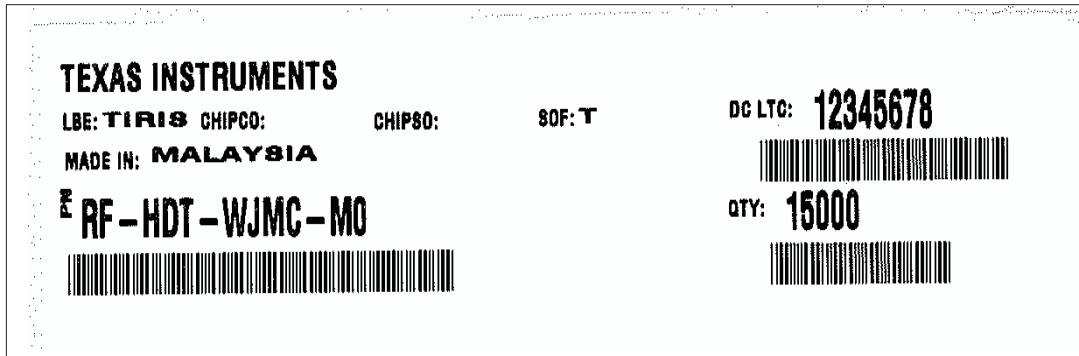 TEXAS INSTRUMENTS
LBE: TIRIS CHIPCO: CHIPSO: SOF: T
MADE IN: MALAYSIA
PN RF-HDT-WJMC-M0
DC LTC: 12345678
QTY: 15000